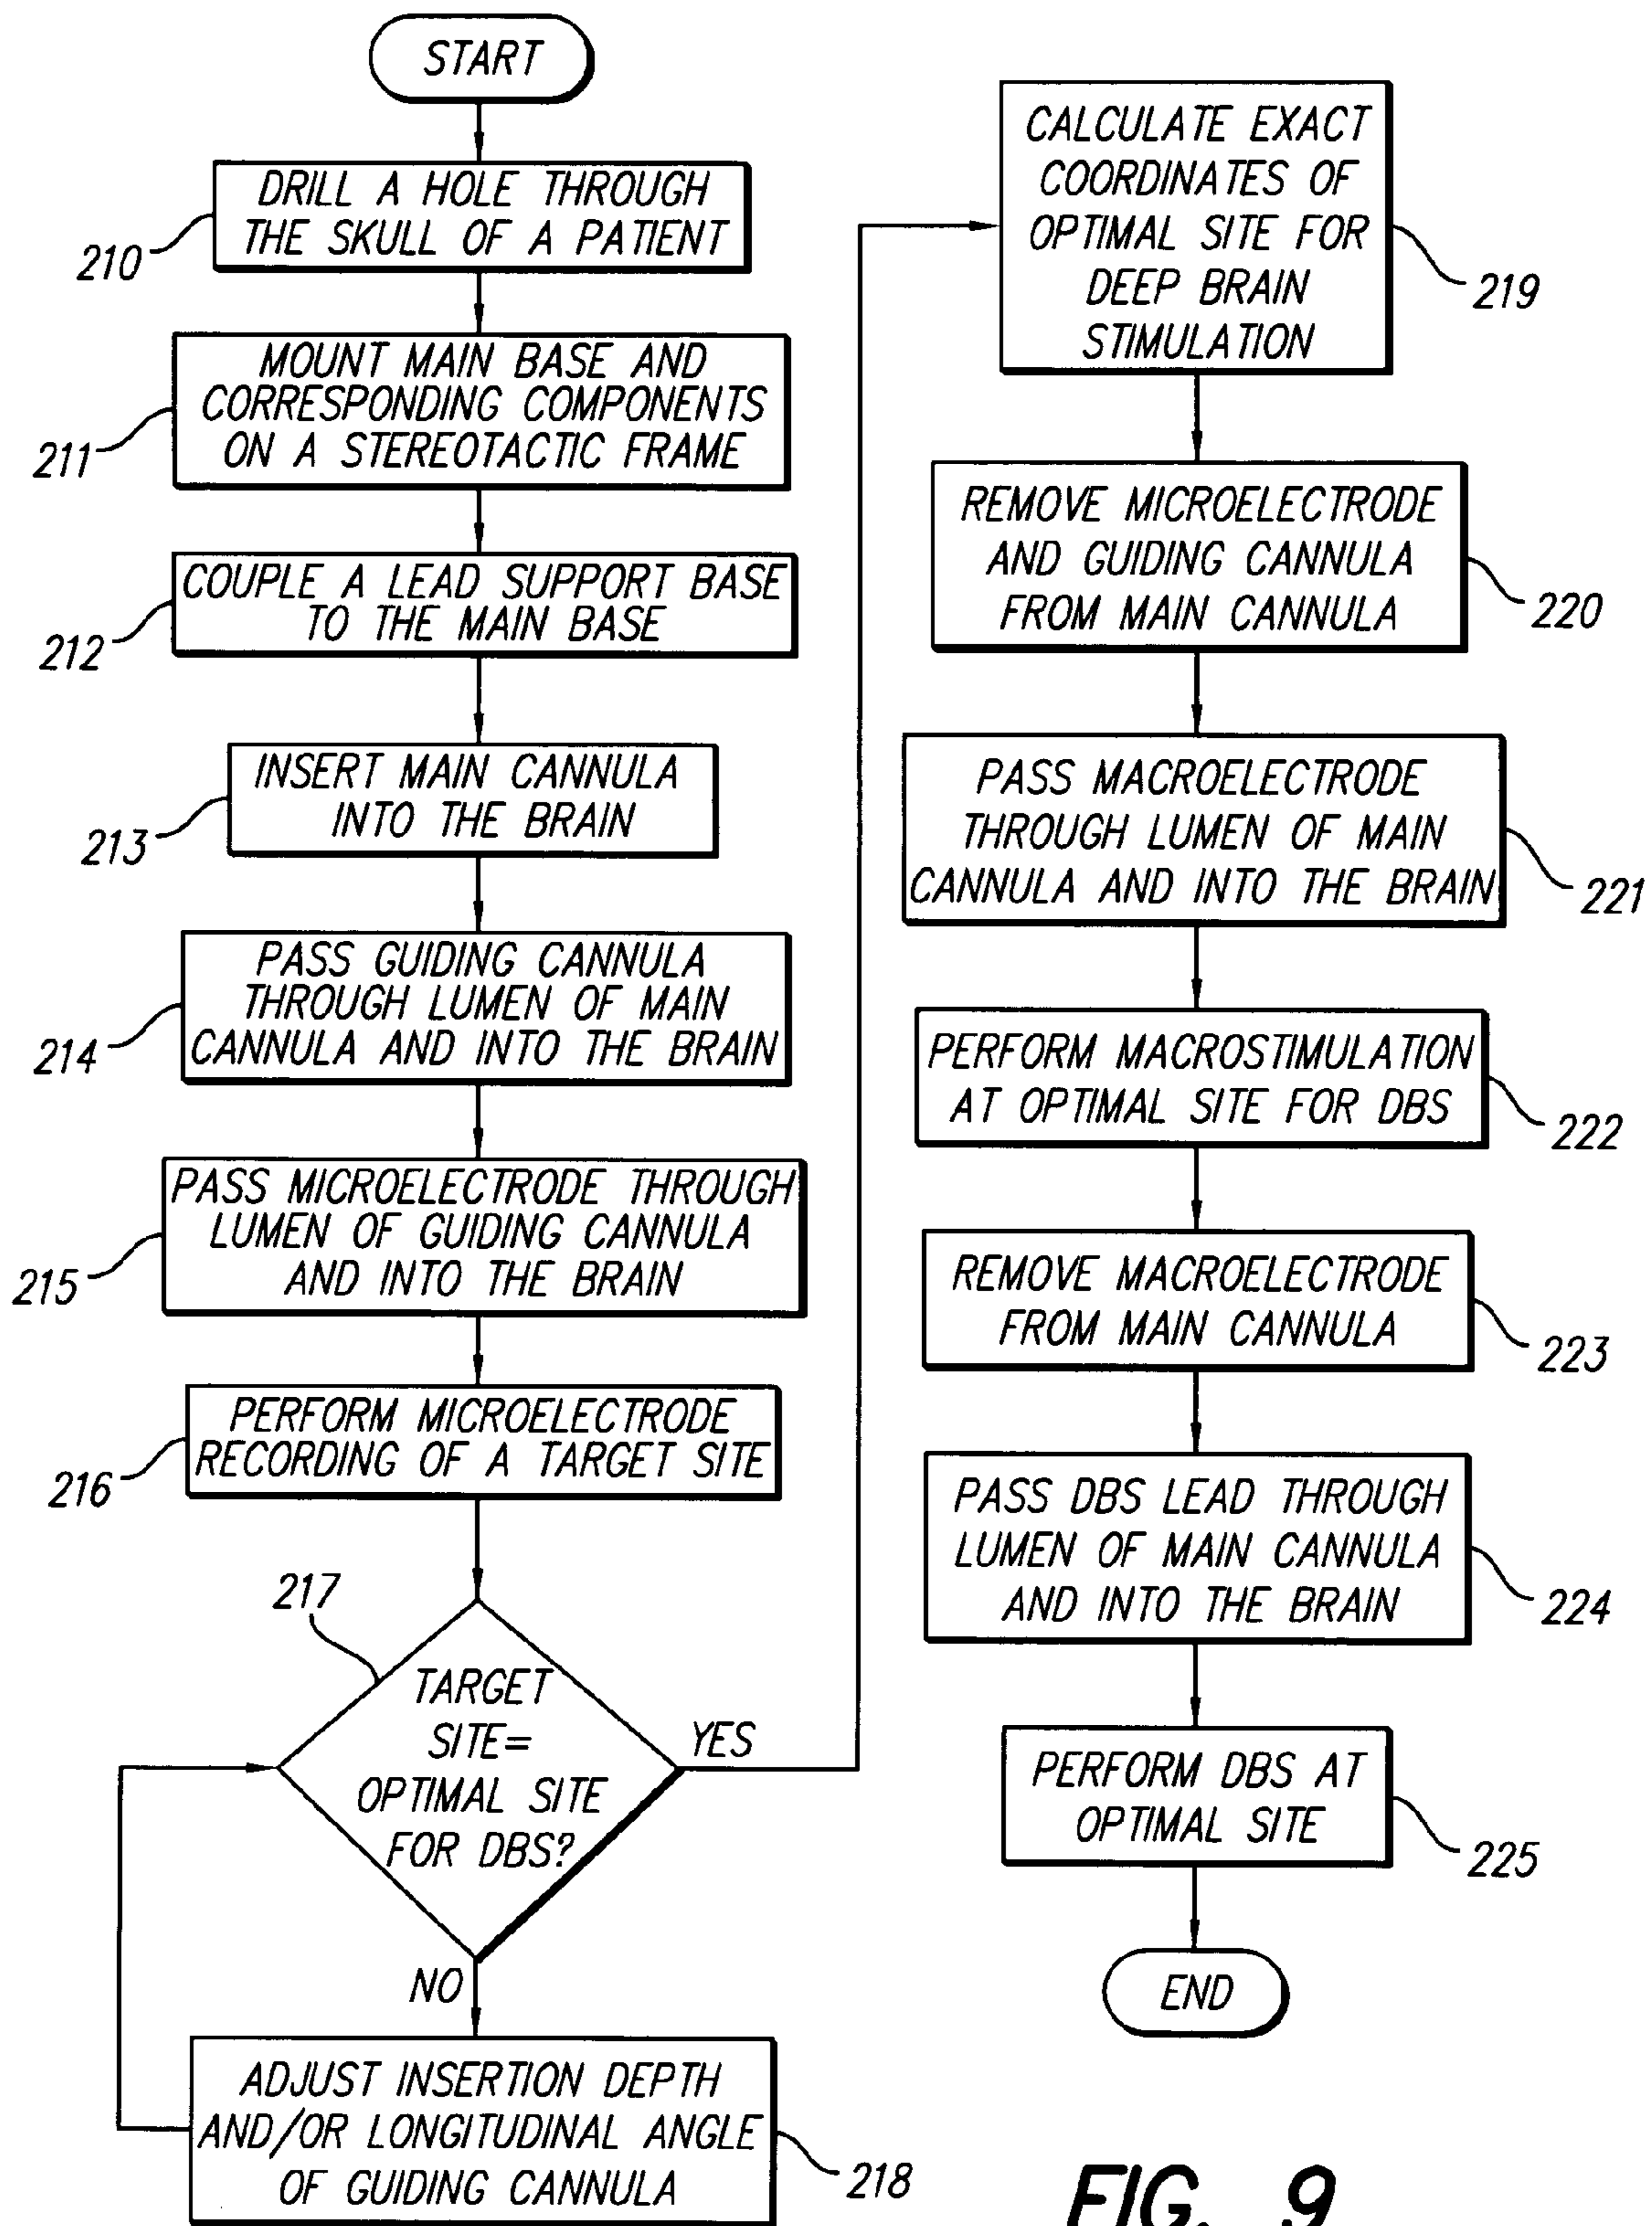 START
DRILL A HOLE THROUGH
THE SKULL OF A PATIENT
210
MOUNT MAIN BASE AND
CORRESPONDING COMPONENTS
ON A STEREOTACTIC FRAME
211
COUPLE A LEAD SUPPORT BASE
TO THE MAIN BASE
212
INSERT MAIN CANNULA
INTO THE BRAIN
213
PASS GUIDING CANNULA
THROUGH LUMEN OF MAIN
CANNULA AND INTO THE BRAIN
214
PASS MICROELECTRODE THROUGH
LUMEN OF GUIDING CANNULA
AND INTO THE BRAIN
215
PERFORM MICROELECTRODE
RECORDING OF A TARGET SITE
216
217
TARGET
SITE=
OPTIMAL SITE
FOR DBS?
YES
NO
ADJUST INSERTION DEPTH
AND/OR LONGITUDINAL ANGLE
OF GUIDING CANNULA
218
CALCULATE EXACT
COORDINATES OF
OPTIMAL SITE FOR
DEEP BRAIN
STIMULATION
219
REMOVE MICROELECTRODE
AND GUIDING CANNULA
FROM MAIN CANNULA
220
PASS MACROELECTRODE
THROUGH LUMEN OF MAIN
CANNULA AND INTO THE BRAIN
221
PERFORM MACROSTIMULATION
AT OPTIMAL SITE FOR DBS
222
REMOVE MACROELECTRODE
FROM MAIN CANNULA
223
PASS DBS LEAD THROUGH
LUMEN OF MAIN CANNULA
AND INTO THE BRAIN
224
PERFORM DBS AT
OPTIMAL SITE
225
END
FIG. 9